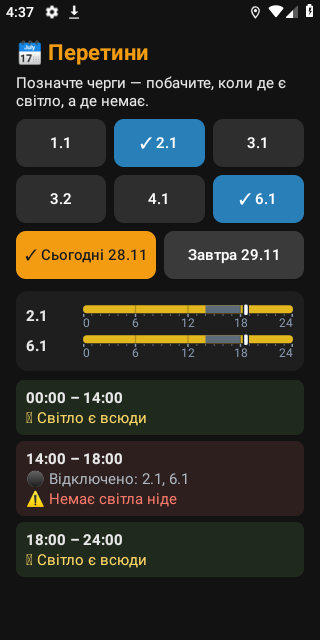 4:37
July
17
Перетини
Позначте черги — побачите, коли де є
світло, а де немає.
1.1
✓ 2.1
3.1
3.2
4.1
✓ 6.1
✓ Сьогодні 28.11
Завтра 29.11
2.1
0 6 12 18 24
6.1
0 6 12 18 24
00:00 – 14:00
Світло є всюди
14:00 – 18:00
Відключено: 2.1, 6.1
Немає світла ніде
18:00 – 24:00
Світло є всюди